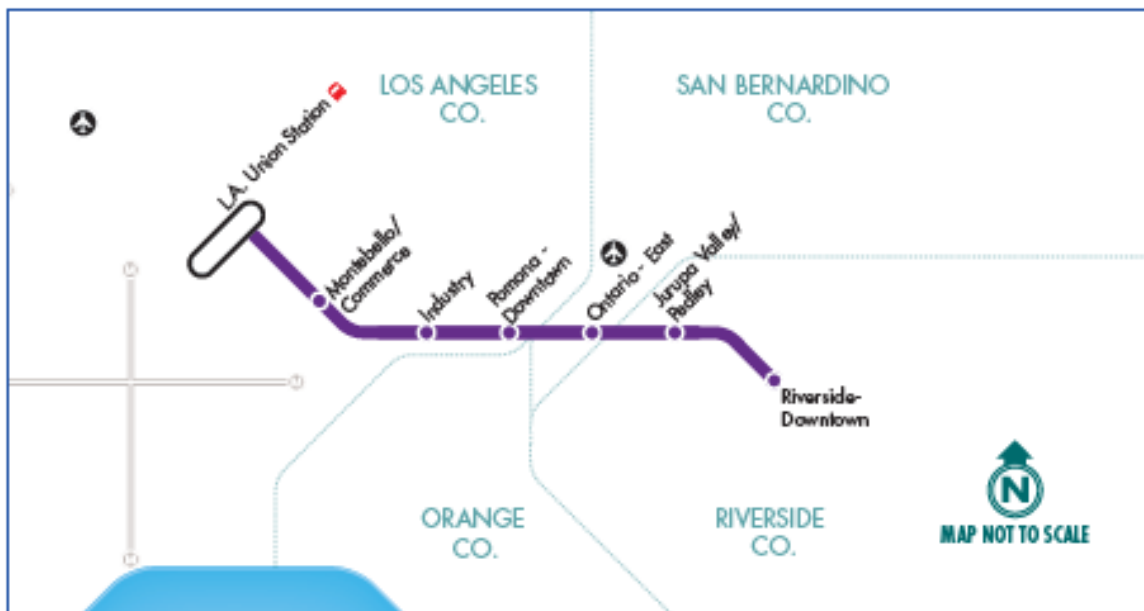 LOS ANGELES
CO.
SAN BERNARDINO
CO.
L.A. Union Station
Montebello/
Commerce
Industry
Pomona -
Downtown
Ontario - East
Jurupa Valley/
Pedley
Riverside-
Downtown
ORANGE
CO.
RIVERSIDE
CO.
N
MAP NOT TO SCALE